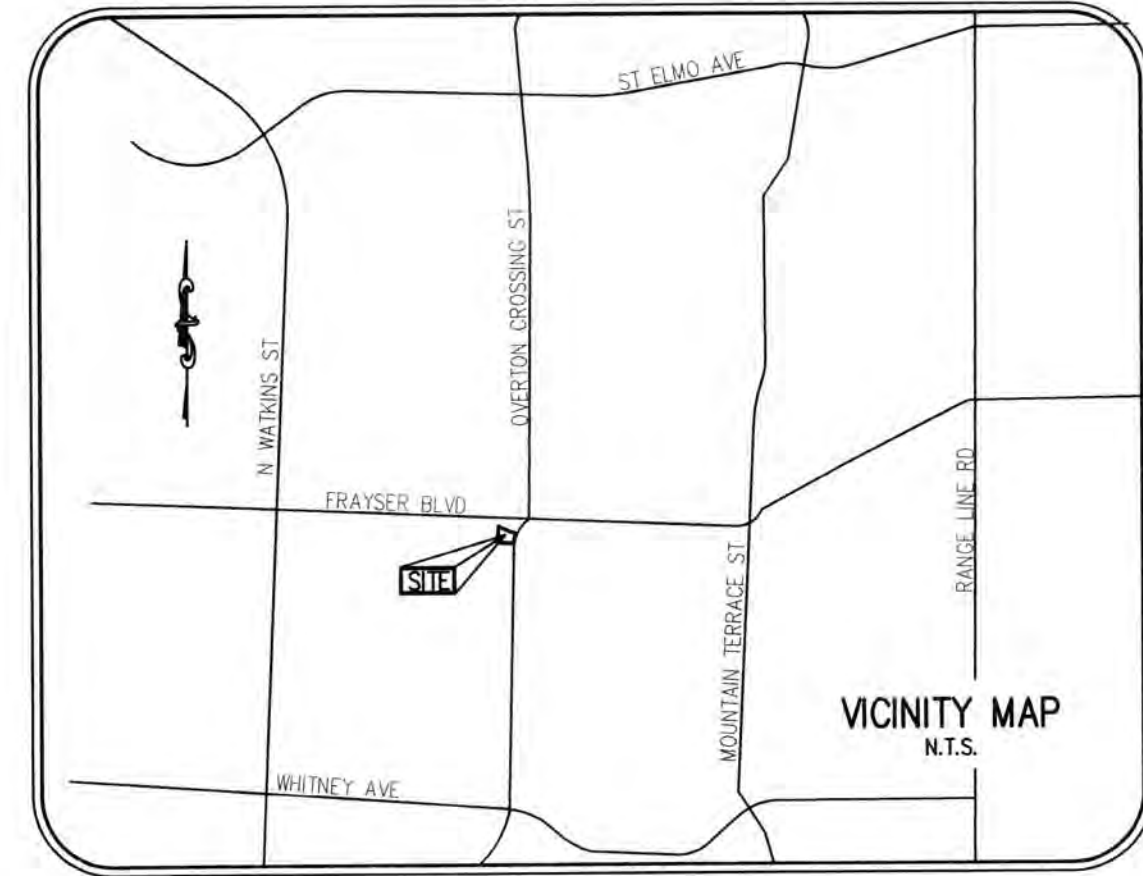 ST ELMO AVE
OVERTON CROSSING ST
N WATKINS ST
FRAYSER BLVD
RANGE LINE RD
SITE
MOUNTAIN TERRACE ST
VICINITY MAP
N.T.S.
WHITNEY AVE